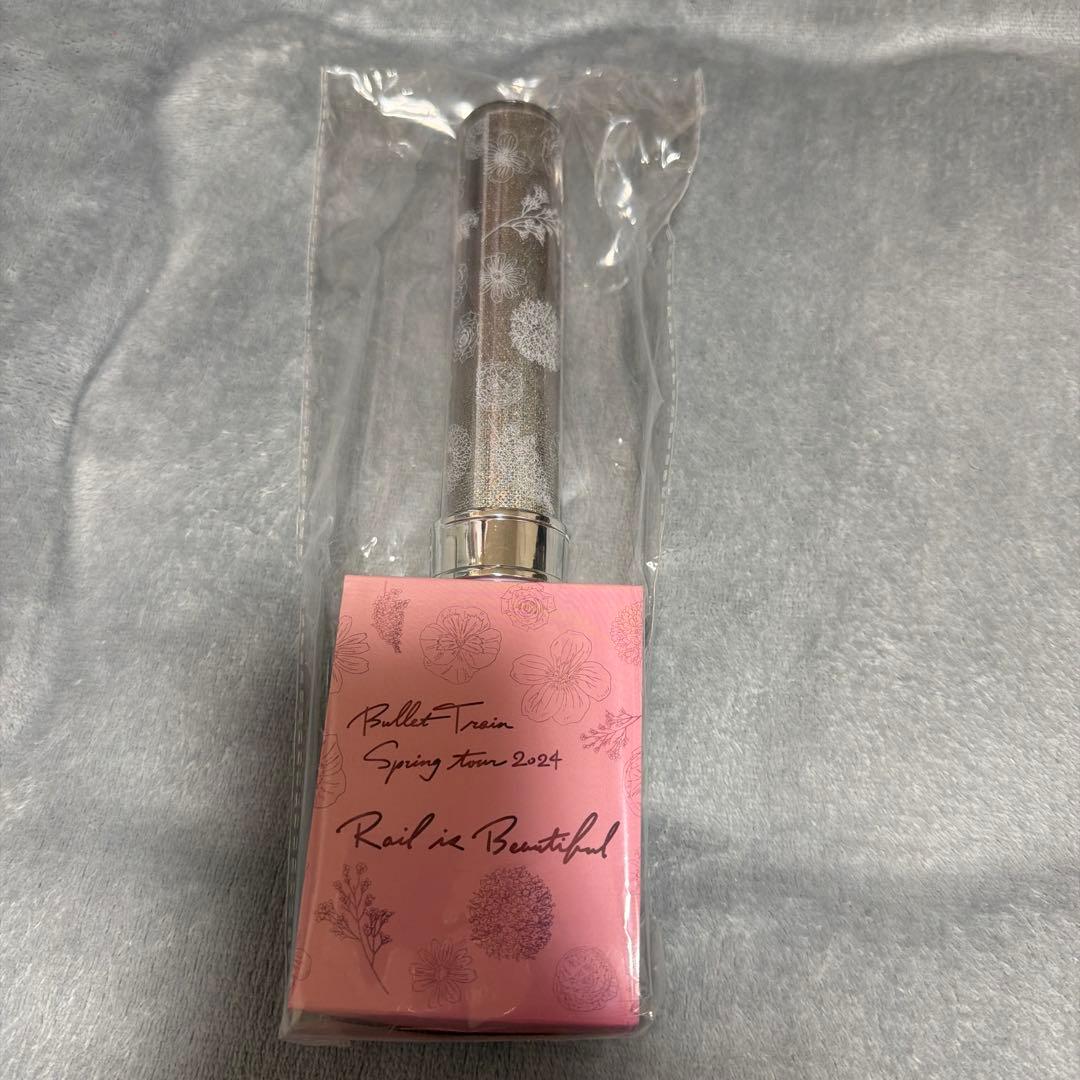 Bullet Train
Spring tour 2024
Rail is Beautiful